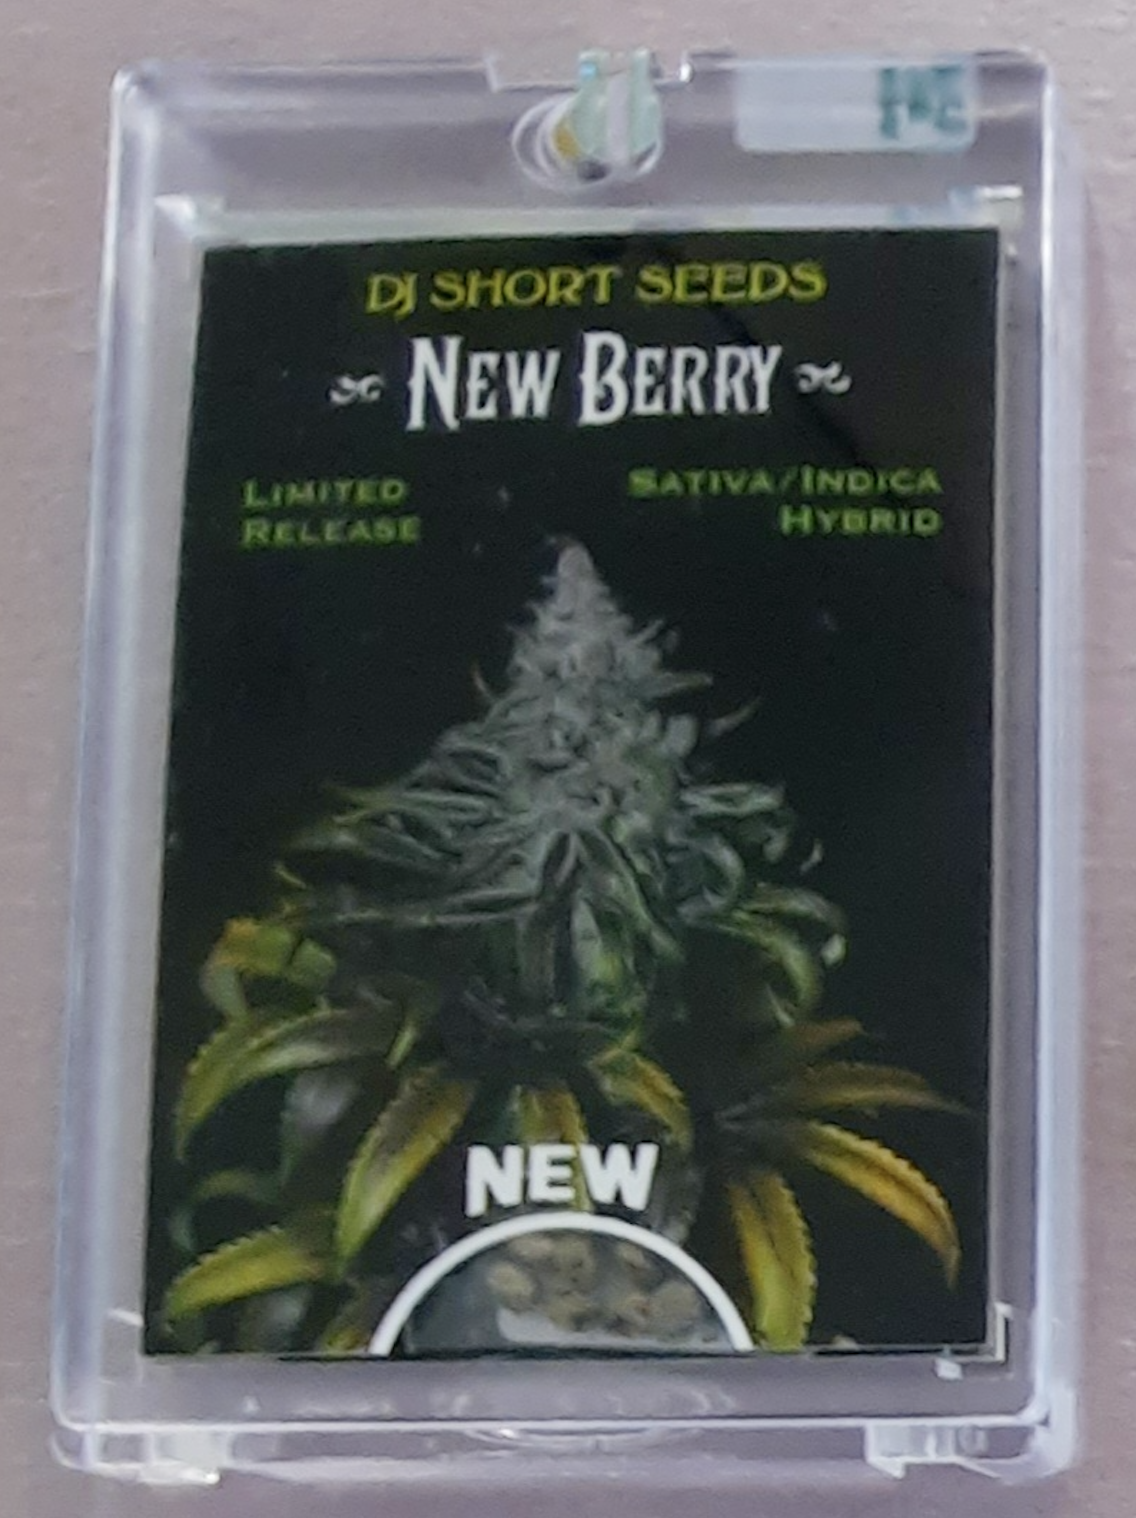 DJ SHORT SEEDS
NEW BERRY
LIMITED
RELEASE
SATIVA/INDICA
HYBRID
NEW